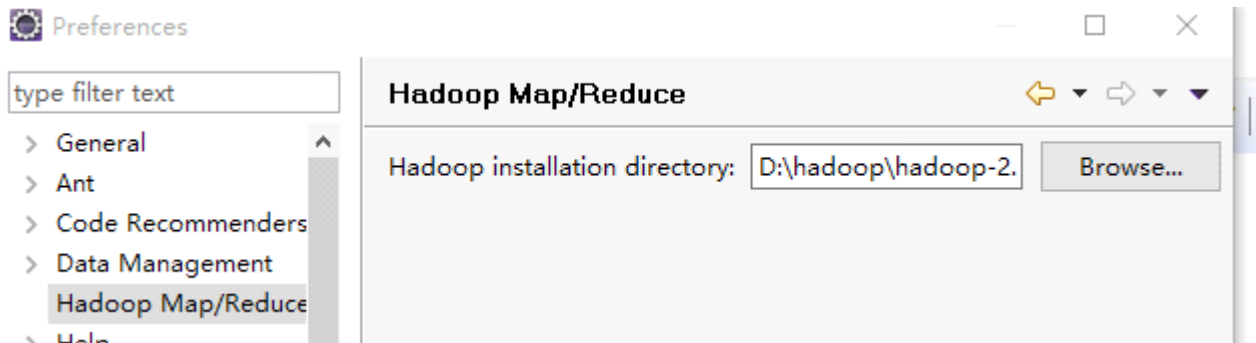 Preferences
type filter text
General
Ant
Code Recommenders
Data Management
Hadoop Map/Reduce
Help
Hadoop Map/Reduce
Hadoop installation directory: D:\hadoop\hadoop-2. Browse...